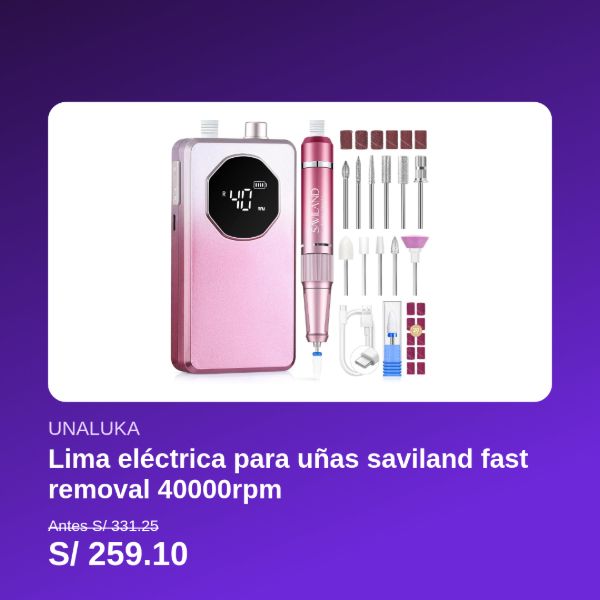 R 40
SAVILAND
UNALUKA
Lima eléctrica para uñas saviland fast
removal 40000rpm
Antes S/ 331.25
S/ 259.10